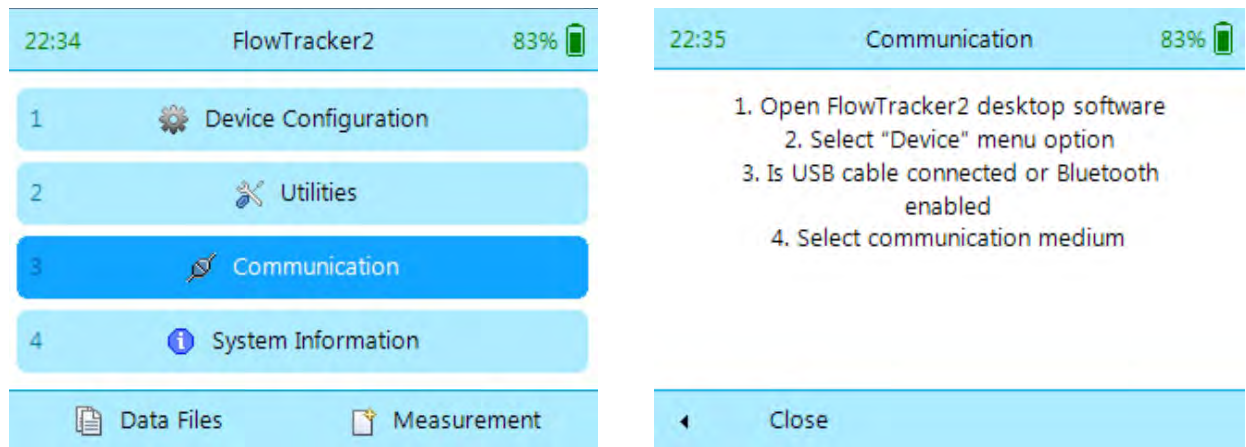 22:34 FlowTracker2 83%
1 Device Configuration
2 Utilities
3 Communication
4 System Information
Data Files Measurement
22:35 Communication 83%
1. Open FlowTracker2 desktop software
2. Select "Device" menu option
3. Is USB cable connected or Bluetooth
enabled
4. Select communication medium
Close